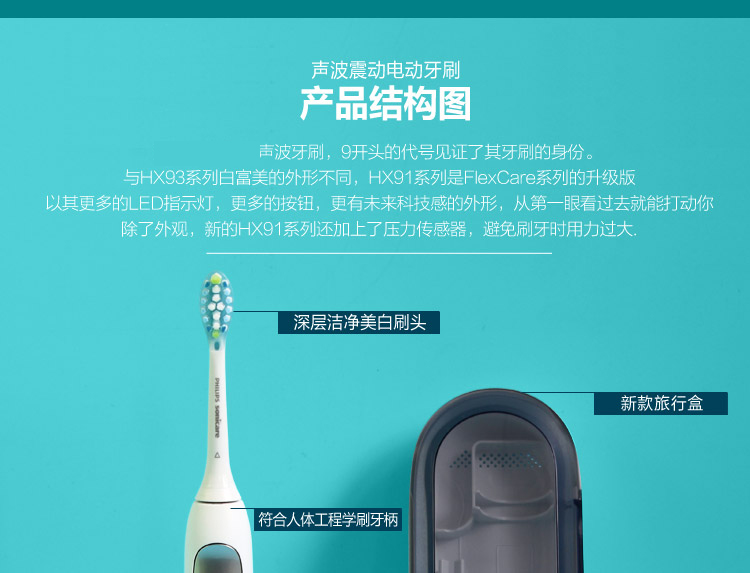 声波震动电动牙刷
产品结构图
声波牙刷，9开头的代号见证了其牙刷的身份。
与HX93系列白富美的外形不同，HX91系列是FlexCare系列的升级版
以其更多的LED指示灯，更多的按钮，更有未来科技感的外形，从第一眼看过去就能打动你
除了外观，新的HX91系列还加上了压力传感器，避免刷牙时用力过大.
深层洁净美白刷头
新款旅行盒
PHILIPS sonicare
符合人体工程学刷牙柄